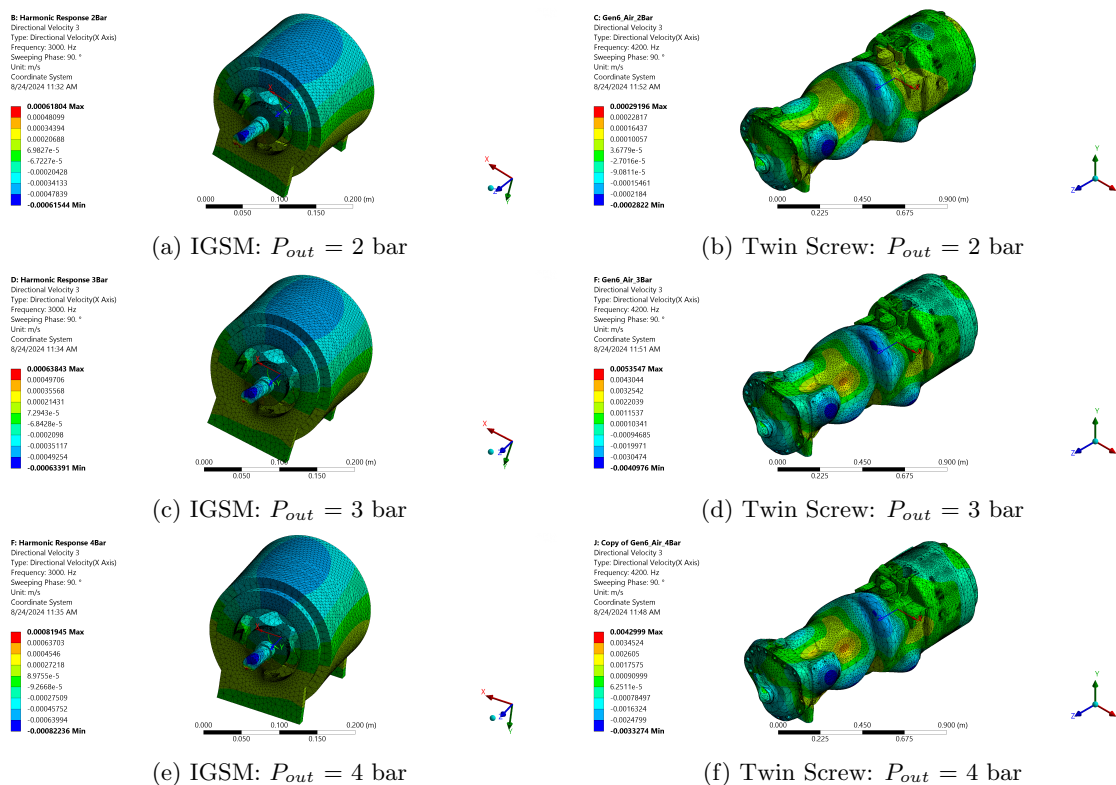 B: Harmonic Response 2Bar
Directional Velocity 3
Type: Directional Velocity(X Axis)
Frequency: 3000. Hz
Sweeping Phase: 90. °
Unit: m/s
Coordinate System
8/24/2024 11:32 AM
0.00061804 Max
0.00048099
0.00034394
0.00020688
6.9827e-5
-6.7227e-5
-0.00020428
-0.00034133
-0.00047839
-0.00061544 Min
0.000
0.100
0.200 (m)
0.050
0.150
X
Z
Y
(a) IGSM: P_out = 2 bar
C: Gen6_Air_2Bar
Directional Velocity 3
Type: Directional Velocity(X Axis)
Frequency: 4200. Hz
Sweeping Phase: 90. °
Unit: m/s
Coordinate System
8/24/2024 11:52 AM
0.00029196 Max
0.00022817
0.00016437
0.00010057
3.6779e-5
-2.7016e-5
-9.0811e-5
-0.00015461
-0.0002184
-0.0002822 Min
0.000
0.450
0.900 (m)
0.225
0.675
Y
Z
(b) Twin Screw: P_out = 2 bar
D: Harmonic Response 3Bar
Directional Velocity 3
Type: Directional Velocity(X Axis)
Frequency: 3000. Hz
Sweeping Phase: 90. °
Unit: m/s
Coordinate System
8/24/2024 11:34 AM
0.00063843 Max
0.00049706
0.00035568
0.00021431
7.2943e-5
-6.8428e-5
-0.0002098
-0.00035117
-0.00049254
-0.00063391 Min
0.000
0.100
0.200 (m)
0.050
0.150
X
Z
Y
(c) IGSM: P_out = 3 bar
F: Gen6_Air_3Bar
Directional Velocity 3
Type: Directional Velocity(X Axis)
Frequency: 4200. Hz
Sweeping Phase: 90. °
Unit: m/s
Coordinate System
8/24/2024 11:51 AM
0.0053547 Max
0.0043044
0.0032542
0.0022039
0.0011537
0.00010341
-0.00094685
-0.0019971
-0.0030474
-0.0040976 Min
0.000
0.450
0.900 (m)
0.225
0.675
Y
Z
(d) Twin Screw: P_out = 3 bar
F: Harmonic Response 4Bar
Directional Velocity 3
Type: Directional Velocity(X Axis)
Frequency: 3000. Hz
Sweeping Phase: 90. °
Unit: m/s
Coordinate System
8/24/2024 11:35 AM
0.00081945 Max
0.00063703
0.0004546
0.00027218
8.9755e-5
-9.2668e-5
-0.00027509
-0.00045752
-0.00063994
-0.00082236 Min
0.000
0.100
0.200 (m)
0.050
0.150
X
Z
Y
(e) IGSM: P_out = 4 bar
J: Copy of Gen6_Air_4Bar
Directional Velocity 3
Type: Directional Velocity(X Axis)
Frequency: 4200. Hz
Sweeping Phase: 90. °
Unit: m/s
Coordinate System
8/24/2024 11:48 AM
0.0042999 Max
0.0034524
0.002605
0.0017575
0.00090999
6.2511e-5
-0.00078497
-0.0016324
-0.0024799
-0.0033274 Min
0.000
0.450
0.900 (m)
0.225
0.675
Y
Z
(f) Twin Screw: P_out = 4 bar